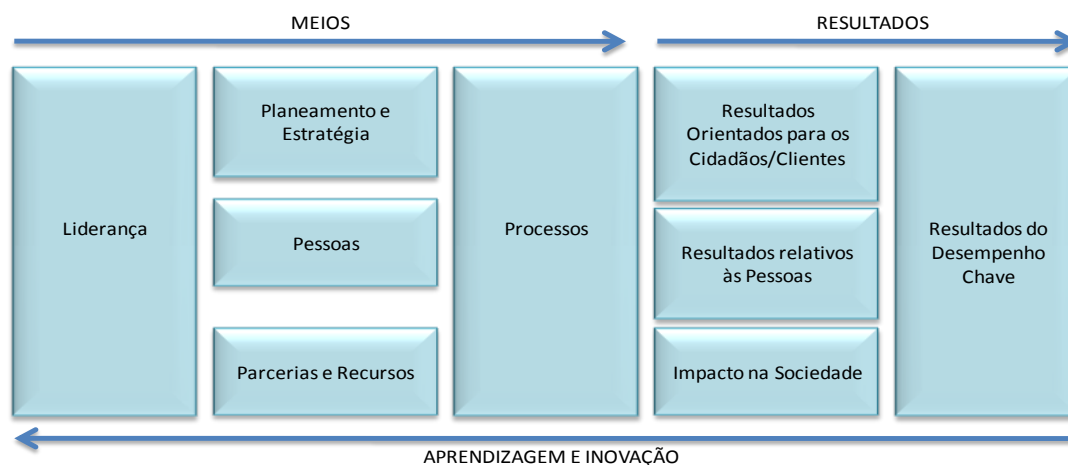 MEIOS
RESULTADOS
Liderança
Planeamento e
Estratégia
Pessoas
Parcerias e Recursos
Processos
Resultados
Orientados para os
Cidadãos/Clientes
Resultados relativos
às Pessoas
Impacto na Sociedade
Resultados do
Desempenho
Chave
APRENDIZAGEM E INOVAÇÃO